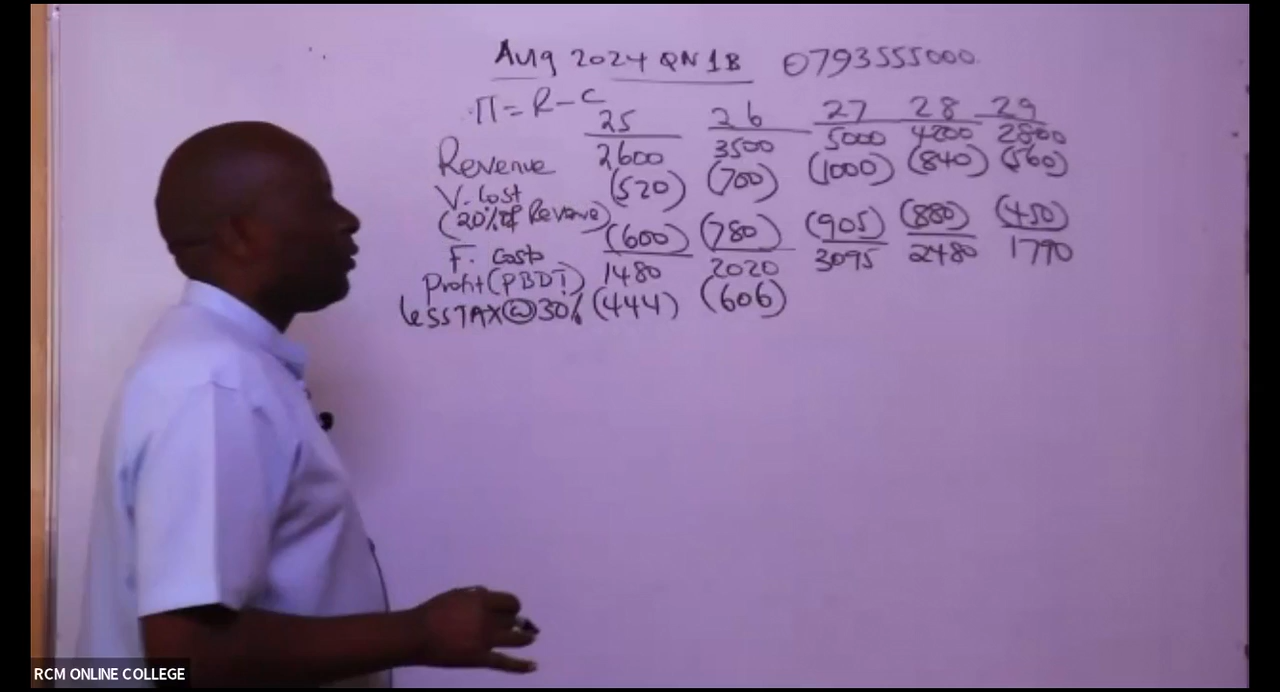 Aug 2024 QN 1B 0793555000
Π = R - C
25 26 27 28 29
Revenue 2600 3500 5000 4200 2800
V. Cost (520) (700) (1000) (840) (560)
(20% of Revenue)
F. Costs (600) (780) (905) (880) (450)
Profit (PBDT) 1480 2020 3095 2480 1790
less TAX @ 30% (444) (606)
RCM ONLINE COLLEGE